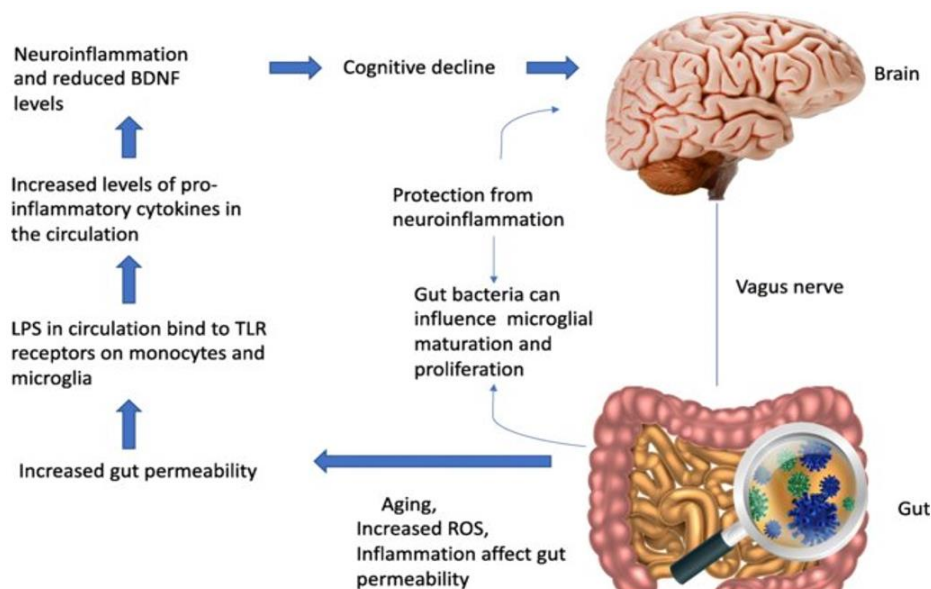 Neuroinflammation
and reduced BDNF
levels
Cognitive decline
Brain
Increased levels of pro-
inflammatory cytokines in
the circulation
Protection from
neuroinflammation
Vagus nerve
Gut bacteria can
influence microglial
maturation and
proliferation
LPS in circulation bind to TLR
receptors on monocytes and
microglia
Increased gut permeability
Aging,
Increased ROS,
Inflammation affect gut
permeability
Gut